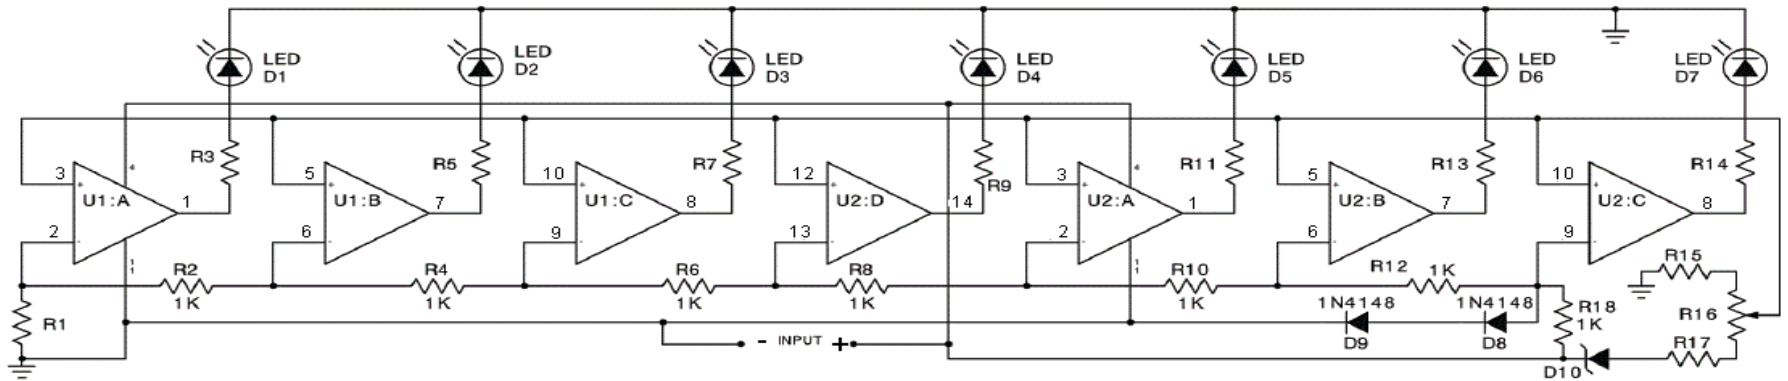 LED D1
LED D2
LED D3
LED D4
LED D5
LED D6
LED D7
R3
R5
R7
R9
R11
R13
R14
3 + U1:A 1 4
2 -
5 + U1:B 7
6 -
10 + U1:C 8
9 -
12 + U2:D 14
13 -
3 + U2:A 1 4
2 -
5 + U2:B 7
6 -
10 + U2:C 8
9 -
R2 1K
R4 1K
R6 1K
R8 1K
R10 1K
R12 1K
R15
R1
1N4148 D9
1N4148 D8
R18 1K
R16
- INPUT +
D10
R17